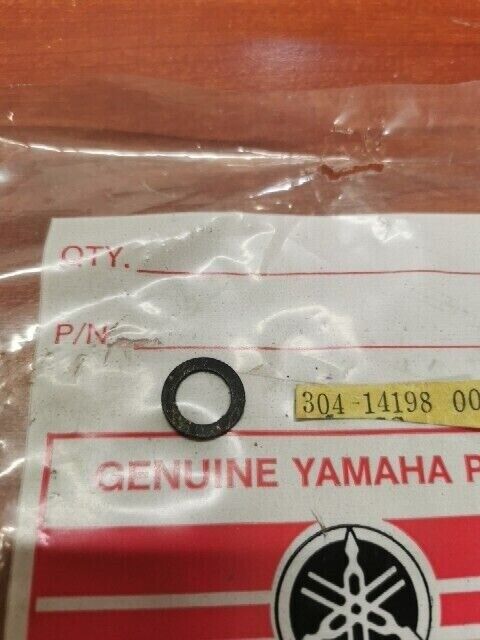 QTY.
P/N
304-14198 00
GENUINE YAMAHA P